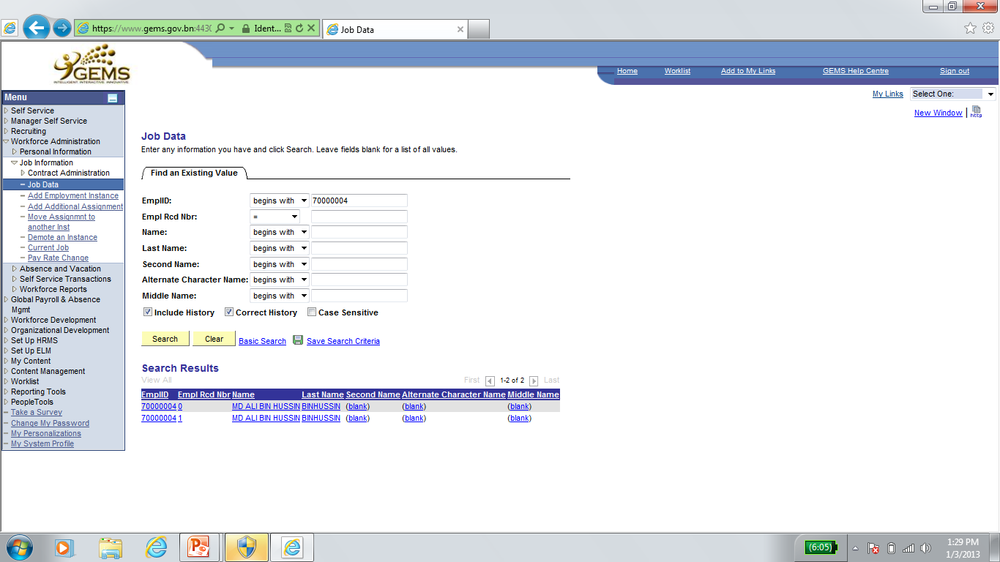 https://www.gems.gov.bn:443 Ident... Job Data
GEMS
INTELLIGENT INTERACTIVE INNOVATIVE
Home Worklist Add to My Links GEMS Help Centre Sign out
My Links Select One:
New Window http
Menu
Self Service
Manager Self Service
Recruiting
Workforce Administration
Personal Information
Job Information
Contract Administration
Job Data
Add Employment Instance
Add Additional Assignment
Move Assignmnt to
another Inst
Demote an Instance
Current Job
Pay Rate Change
Absence and Vacation
Self Service Transactions
Workforce Reports
Global Payroll & Absence
Mgmt
Workforce Development
Organizational Development
Set Up HRMS
Set Up ELM
My Content
Content Management
Worklist
Reporting Tools
PeopleTools
Take a Survey
Change My Password
My Personalizations
My System Profile
Job Data
Enter any information you have and click Search. Leave fields blank for a list of all values.
Find an Existing Value
EmplID: begins with 70000004
Empl Rcd Nbr: =
Name: begins with
Last Name: begins with
Second Name: begins with
Alternate Character Name: begins with
Middle Name: begins with
Include History Correct History Case Sensitive
Search Clear Basic Search Save Search Criteria
Search Results
View All First 1-2 of 2 Last
EmplID Empl Rcd Nbr Name Last Name Second Name Alternate Character Name Middle Name
70000004 0 MD ALI BIN HUSSIN BINHUSSIN (blank) (blank) (blank)
70000004 1 MD ALI BIN HUSSIN BINHUSSIN (blank) (blank) (blank)
(6:05) 1:29 PM
1/3/2013